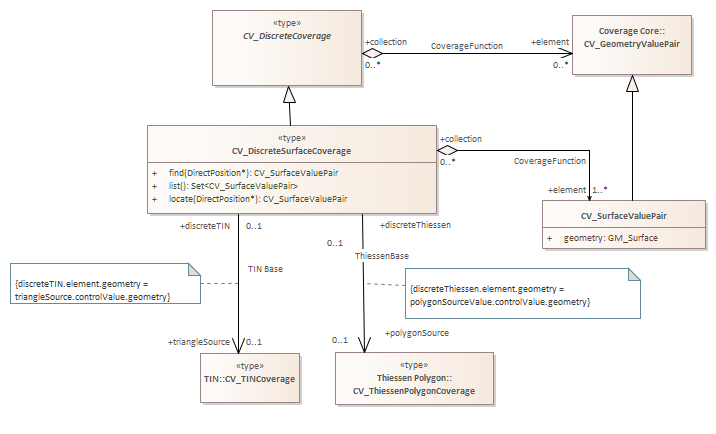 «type»
CV_DiscreteCoverage
Coverage Core::
CV_GeometryValuePair
+collection
CoverageFunction
+element
0..*
0..*
«type»
CV_DiscreteSurfaceCoverage
+ find(DirectPosition*): CV_SurfaceValuePair
+ list(): Set<CV_SurfaceValuePair>
+ locate(DirectPosition*): CV_SurfaceValuePair
+collection
0..*
CoverageFunction
+element
1..*
CV_SurfaceValuePair
+ geometry: GM_Surface
+discreteTIN
0..1
+discreteThiessen
0..1
ThiessenBase
TIN Base
{discreteTIN.element.geometry =
triangleSource.controlValue.geometry}
{discreteThiessen.element.geometry =
polygonSourceValue.controlValue.geometry}
+triangleSource
0..1
0..1
+polygonSource
«type»
TIN::CV_TINCoverage
«type»
Thiessen Polygon::
CV_ThiessenPolygonCoverage